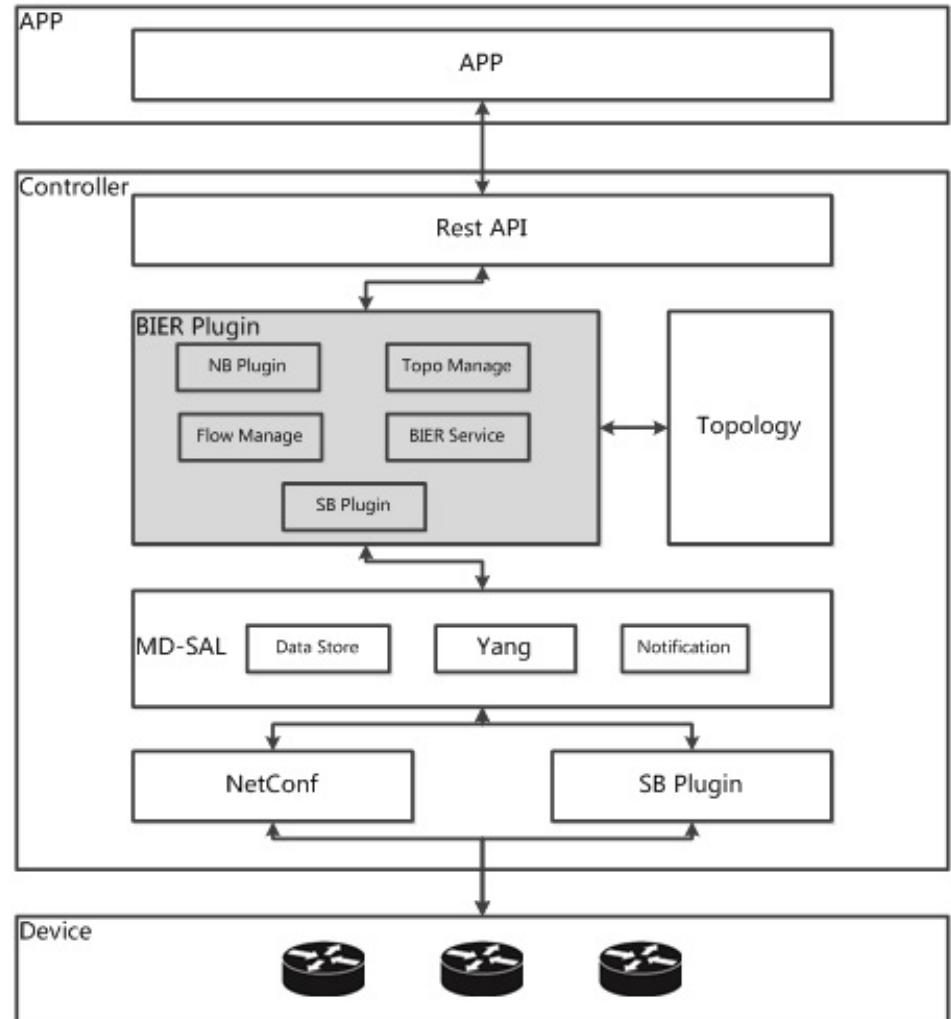 APP
APP
Controller
Rest API
BIER Plugin
NB Plugin
Topo Manage
Flow Manage
BIER Service
SB Plugin
Topology
MD-SAL
Data Store
Yang
Notification
NetConf
SB Plugin
Device